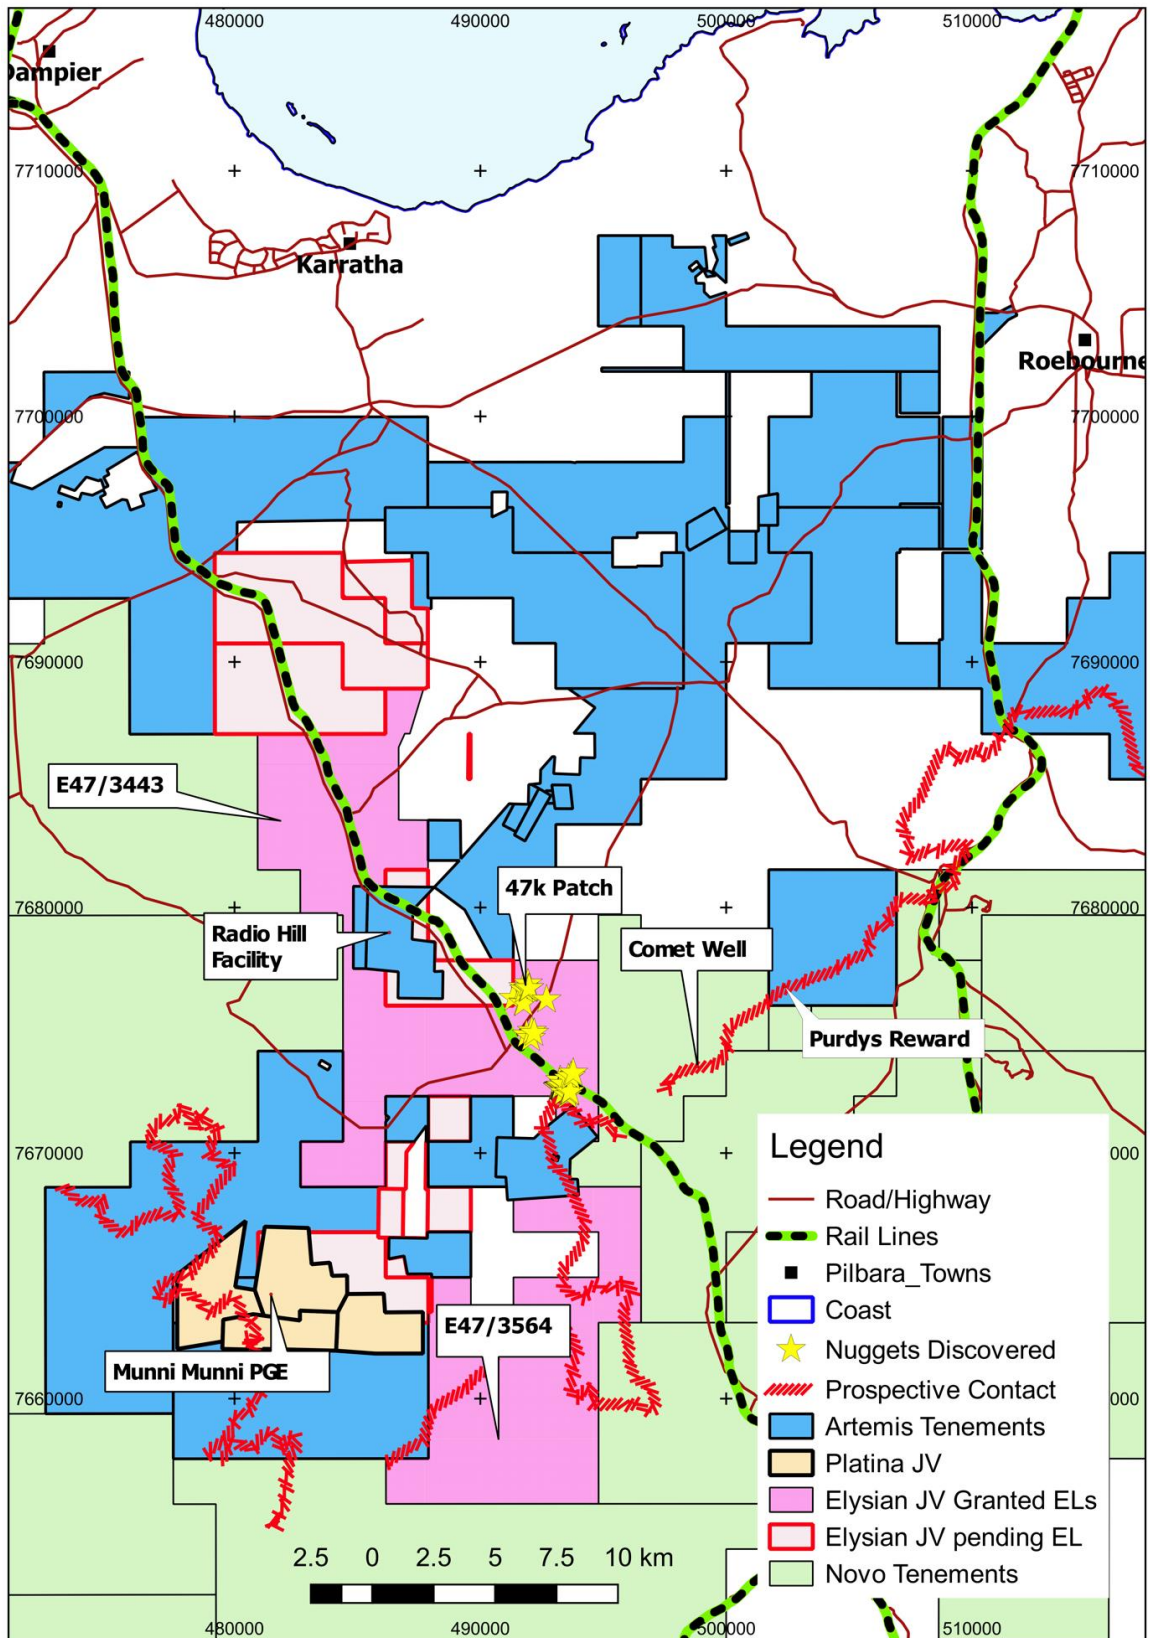 480000 490000 500000 510000
Dampier
7710000 7710000
Karratha
Roebourne
7700000 7700000
7690000 7690000
E47/3443
47k Patch
7680000 7680000
Radio Hill
Facility
Comet Well
Purdys Reward
7670000 000
E47/3564
Munni Munni PGE
7660000 000
Legend
Road/Highway
Rail Lines
Pilbara_Towns
Coast
Nuggets Discovered
Prospective Contact
Artemis Tenements
Platina JV
Elysian JV Granted ELs
Elysian JV pending EL
Novo Tenements
2.5 0 2.5 5 7.5 10 km
480000 490000 500000 510000